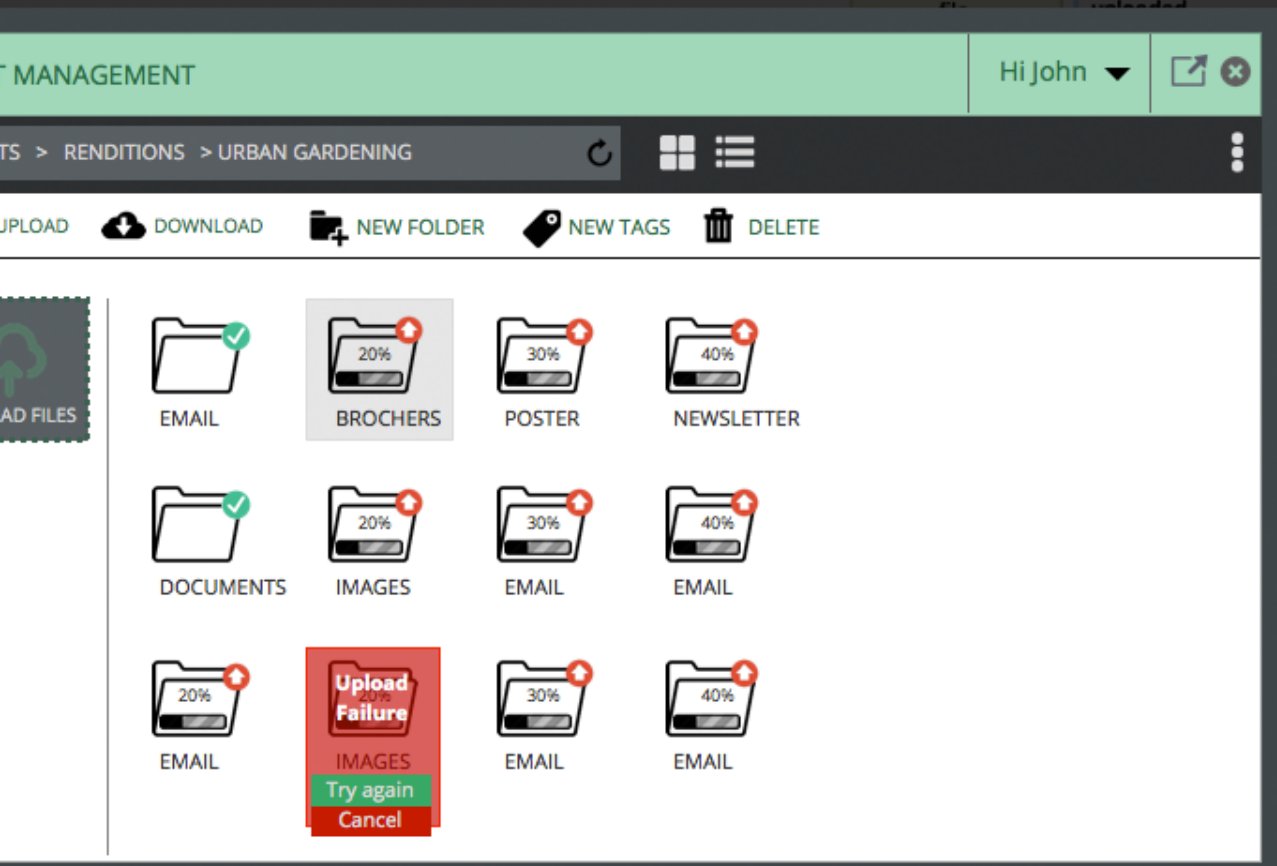 uploaded
T MANAGEMENT
Hi John
TS > RENDITIONS > URBAN GARDENING
UPLOAD DOWNLOAD NEW FOLDER NEW TAGS DELETE
AD FILES
20% 30% 40%
EMAIL BROCHERS POSTER NEWSLETTER
20% 30% 40%
DOCUMENTS IMAGES EMAIL EMAIL
20% 20% 30% 40%
Upload
Failure
EMAIL IMAGES EMAIL EMAIL
Try again
Cancel